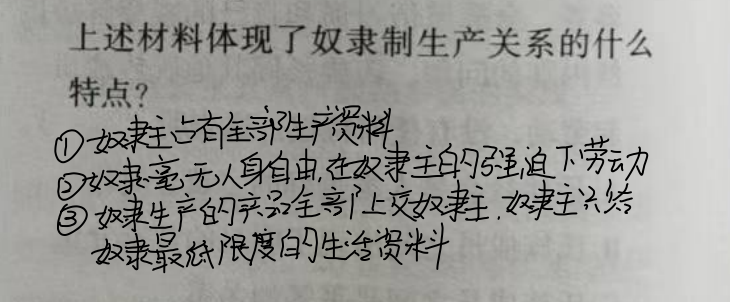 上述材料体现了奴隶制生产关系的什么
特点？
①奴隶主占有全部生产资料
②奴隶毫无人身自由,在奴隶主的强迫下劳动
③奴隶生产的产品全部上交奴隶主,奴隶主只给
奴隶最低限度的生活资料